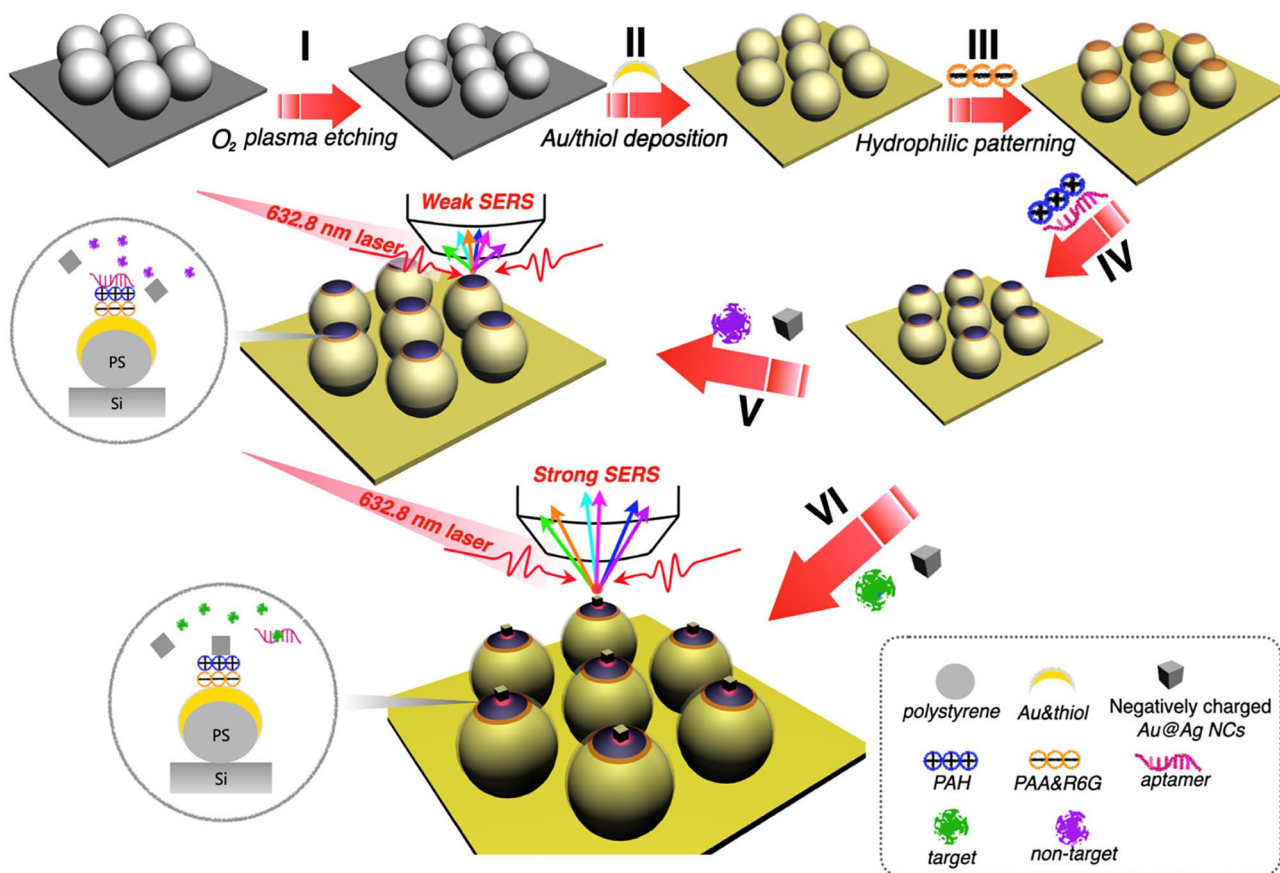 I
II
III
O₂ plasma etching
Au/thiol deposition
Hydrophilic patterning
IV
Weak SERS
632.8 nm laser
PS
Si
V
Strong SERS
632.8 nm laser
VI
PS
Si
polystyrene
Au&thiol
Negatively charged
Au@Ag NCs
PAH
PAA&R6G
aptamer
target
non-target